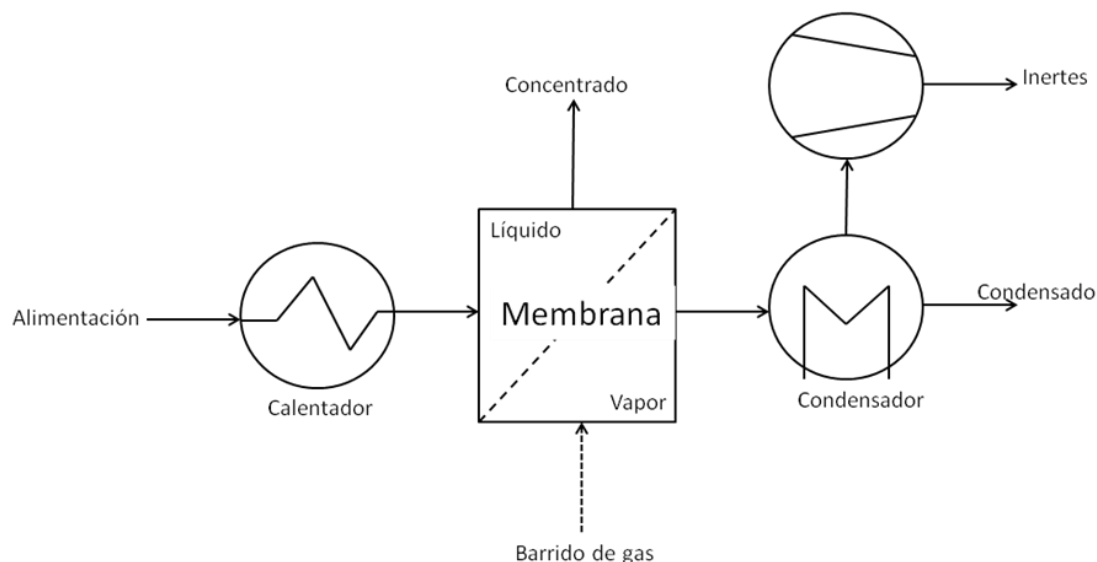 Concentrado
Inertes
Líquido
Alimentación
Membrana
Condensado
Vapor
Calentador
Condensador
Barrido de gas